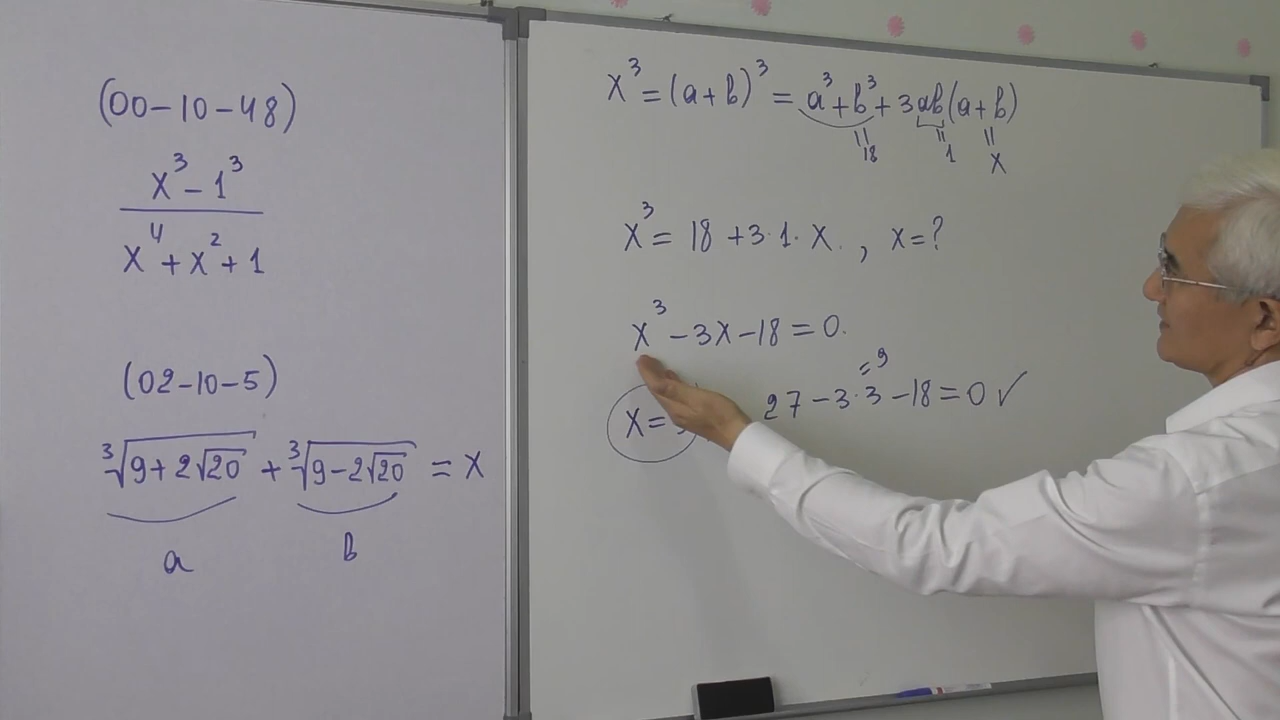 (00-10-48)
x³-1³
x⁴+x²+1
(02-10-5)
∛(9+2√20) + ∛(9-2√20) = x
a b
x³=(a+b)³=a³+b³+3ab(a+b)
= 18 = 1 = x
x³=18+3·1·x., x=?
x³-3x-18=0.
=9
x= 27-3·3-18=0✓